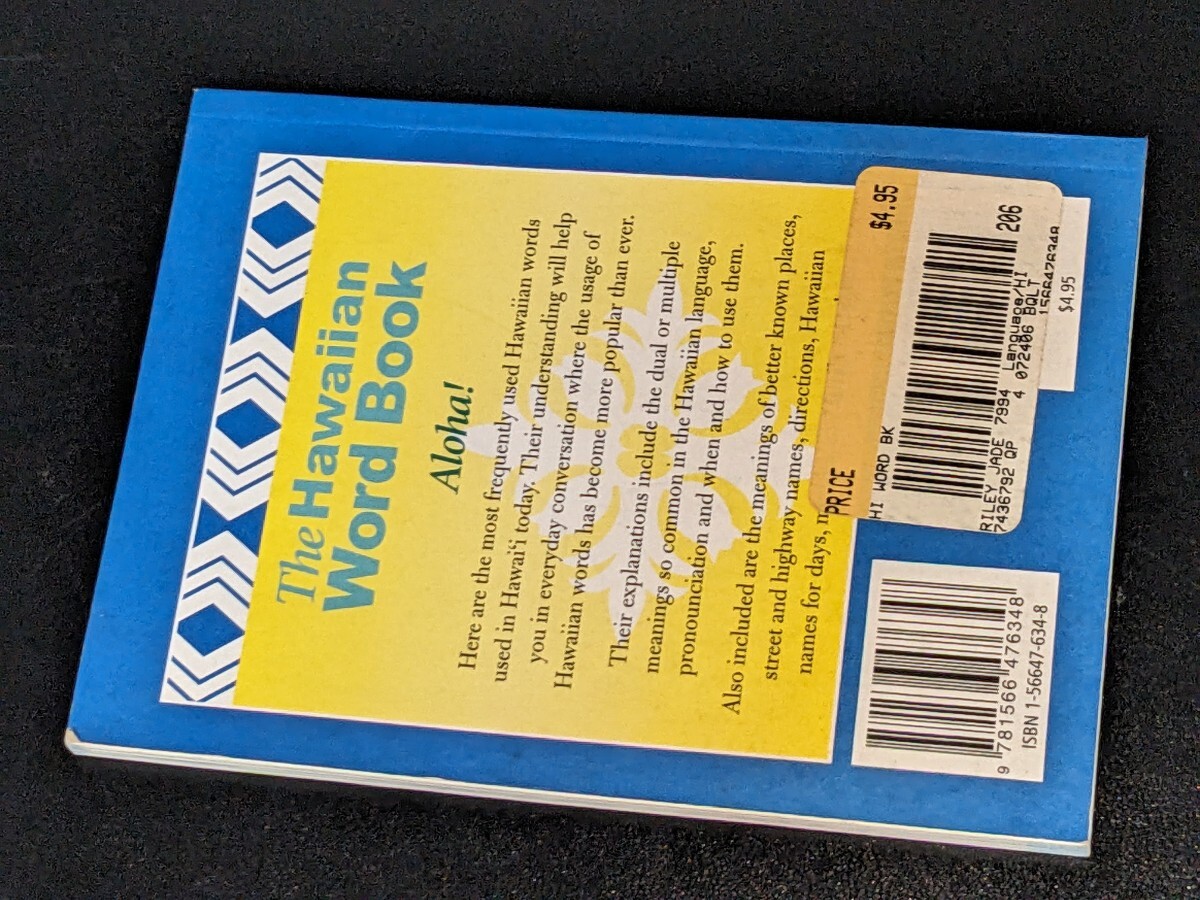 The Hawaiian
Word Book
Aloha!
Here are the most frequently used Hawaiian words
used in Hawai‘i today. Their understanding will help
you in everyday conversation where the usage of
Hawaiian words has become more popular than ever.
Their explanations include the dual or multiple
meanings so common in the Hawaiian language,
pronounciation and when and how to use them.
Also included are the meanings of better known places,
street and highway names, directions, Hawaiian
names for days,
PRICE $4.95
HI WORD BK
206
RILEY JADE 7994 Language/HI
7436792 QP 4 072406 BQLT
1566476348
$4.95
9 781566 476348
ISBN 1-56647-634-8